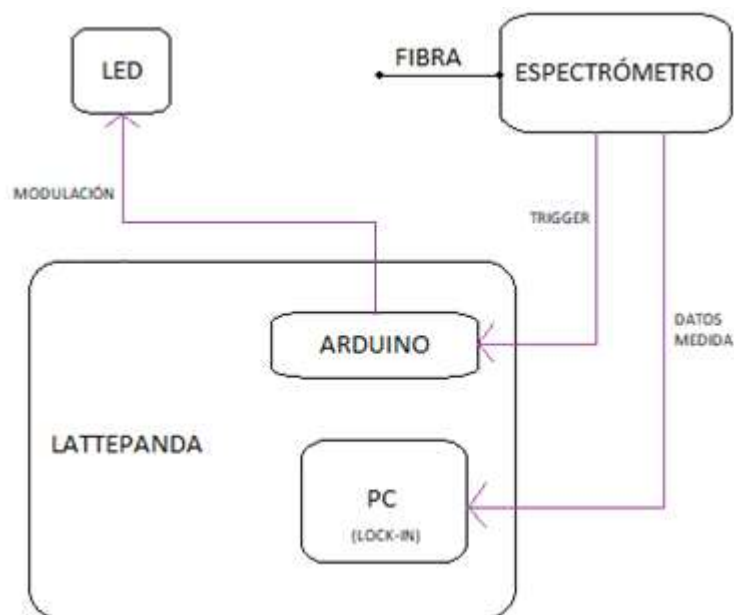 LED
FIBRA
ESPECTRÓMETRO
MODULACIÓN
TRIGGER
ARDUINO
DATOS
MEDIDA
LATTEPANDA
PC
(LOCK-IN)